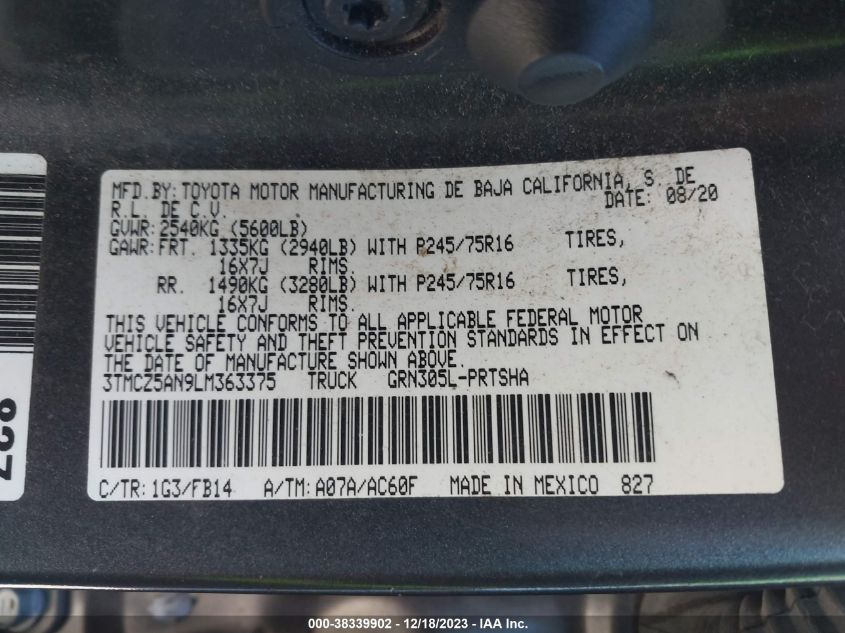 MFD.BY:TOYOTA MOTOR MANUFACTURING DE BAJA CALIFORNIA, S. DE
R.L. DE C.V. DATE: 08/20
GVWR:2540KG (5600LB)
GAWR:FRT. 1335KG (2940LB) WITH P245/75R16 TIRES,
16X7J RIMS.
RR. 1490KG (3280LB) WITH P245/75R16 TIRES,
16X7J RIMS.
THIS VEHICLE CONFORMS TO ALL APPLICABLE FEDERAL MOTOR
VEHICLE SAFETY AND THEFT PREVENTION STANDARDS IN EFFECT ON
THE DATE OF MANUFACTURE SHOWN ABOVE.
3TMCZ5AN9LM363375 TRUCK GRN305L-PRTSHA
C/TR:1G3/FB14 A/TM:A07A/AC60F MADE IN MEXICO 827
827
000-38339902 - 12/18/2023 - IAA Inc.